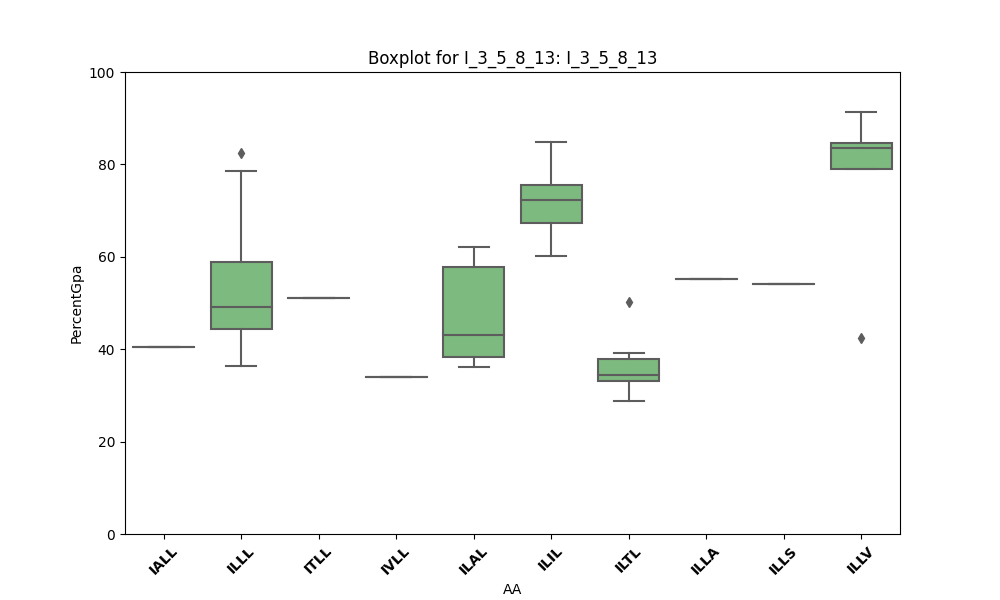 Boxplot for I_3_5_8_13: I_3_5_8_13
100
80
60
40
20
0
PercentGpa
IALL
ILLL
ITLL
IVLL
ILAL
ILIL
ILTL
ILLA
ILLS
ILLV
AA